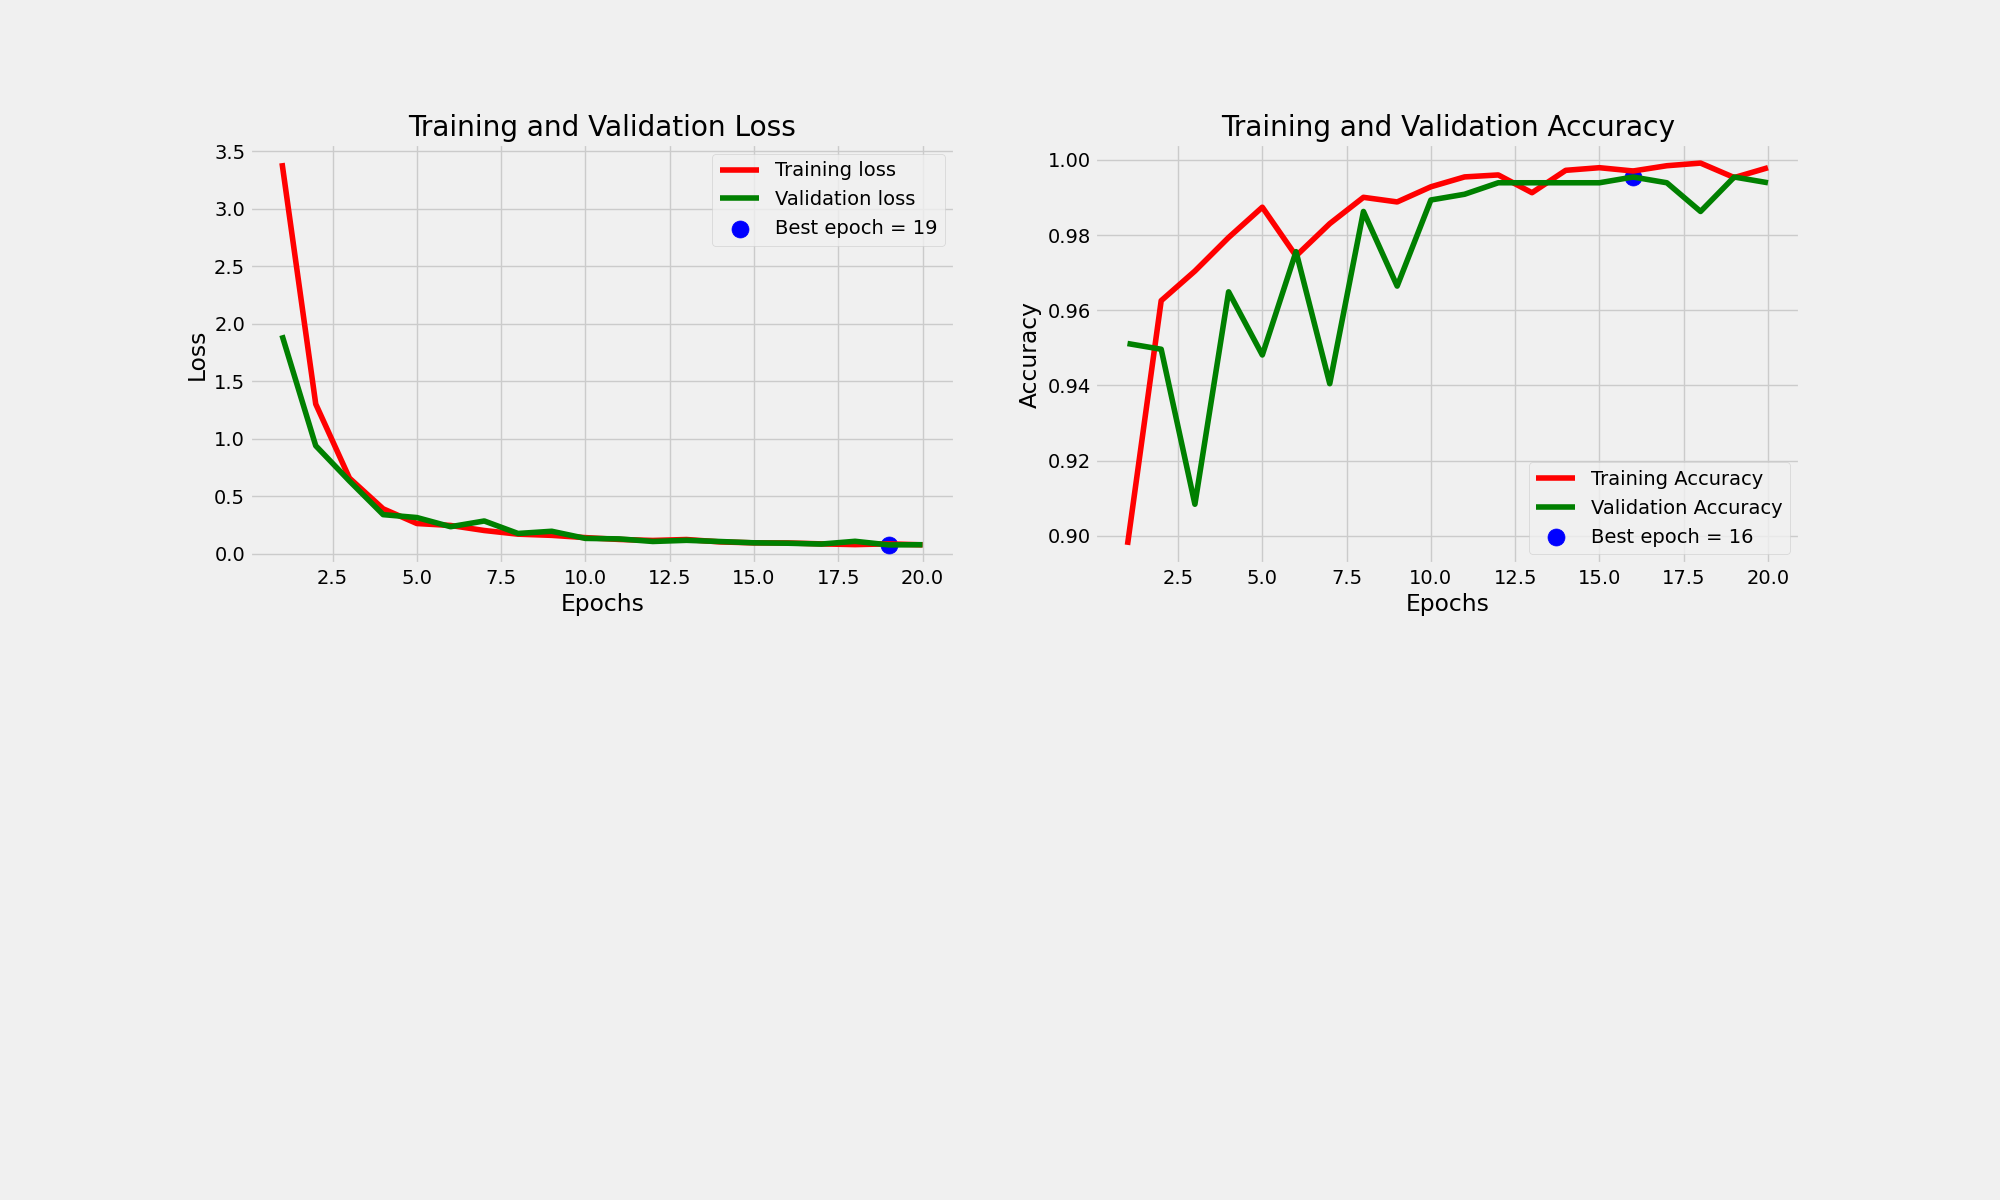 Training and Validation Loss
3.5
3.0
2.5
2.0
1.5
1.0
0.5
0.0
Loss
Training loss
Validation loss
Best epoch = 19
2.5 5.0 7.5 10.0 12.5 15.0 17.5 20.0
Epochs
Training and Validation Accuracy
1.00
0.98
0.96
0.94
0.92
0.90
Accuracy
Training Accuracy
Validation Accuracy
Best epoch = 16
2.5 5.0 7.5 10.0 12.5 15.0 17.5 20.0
Epochs